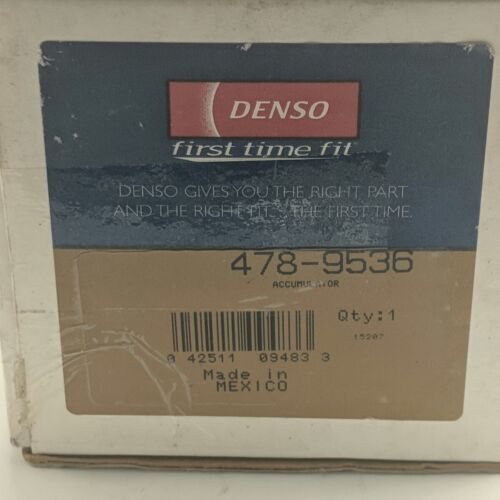 DENSO
first time fit
DENSO GIVES YOU THE RIGHT PART
AND THE RIGHT FIT... THE FIRST TIME.
478-9536
ACCUMULATOR
Qty:1
15207
0 42511 09483 3
Made in
MEXICO